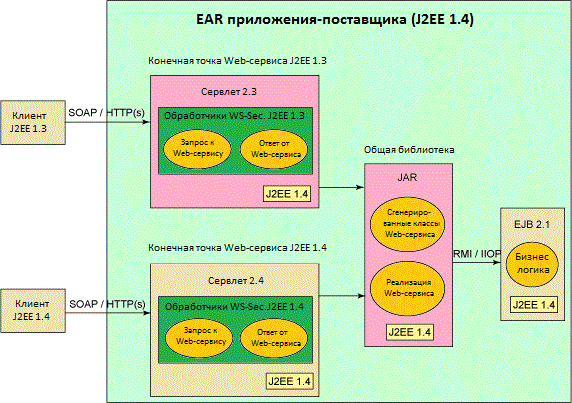 EAR приложения-поставщика (J2EE 1.4)
Конечная точка Web-сервиса J2EE 1.3
Сервлет 2.3
Обработчики WS-Sec. J2EE 1.3
Запрос к
Web-сервису
Ответ от
Web-сервиса
J2EE 1.4
Клиент
J2EE 1.3
SOAP / HTTP(s)
Общая библиотека
JAR
Сгенериро-
ванные классы
Web-сервиса
Реализация
Web-сервиса
J2EE 1.4
RMI / IIOP
EJB 2.1
Бизнес
логика
J2EE 1.4
Конечная точка Web-сервиса J2EE 1.4
Сервлет 2.4
Обработчики WS-Sec.J2EE 1.4
Запрос к
Web-сервису
Ответ от
Web-сервиса
J2EE 1.4
Клиент
J2EE 1.4
SOAP / HTTP(s)